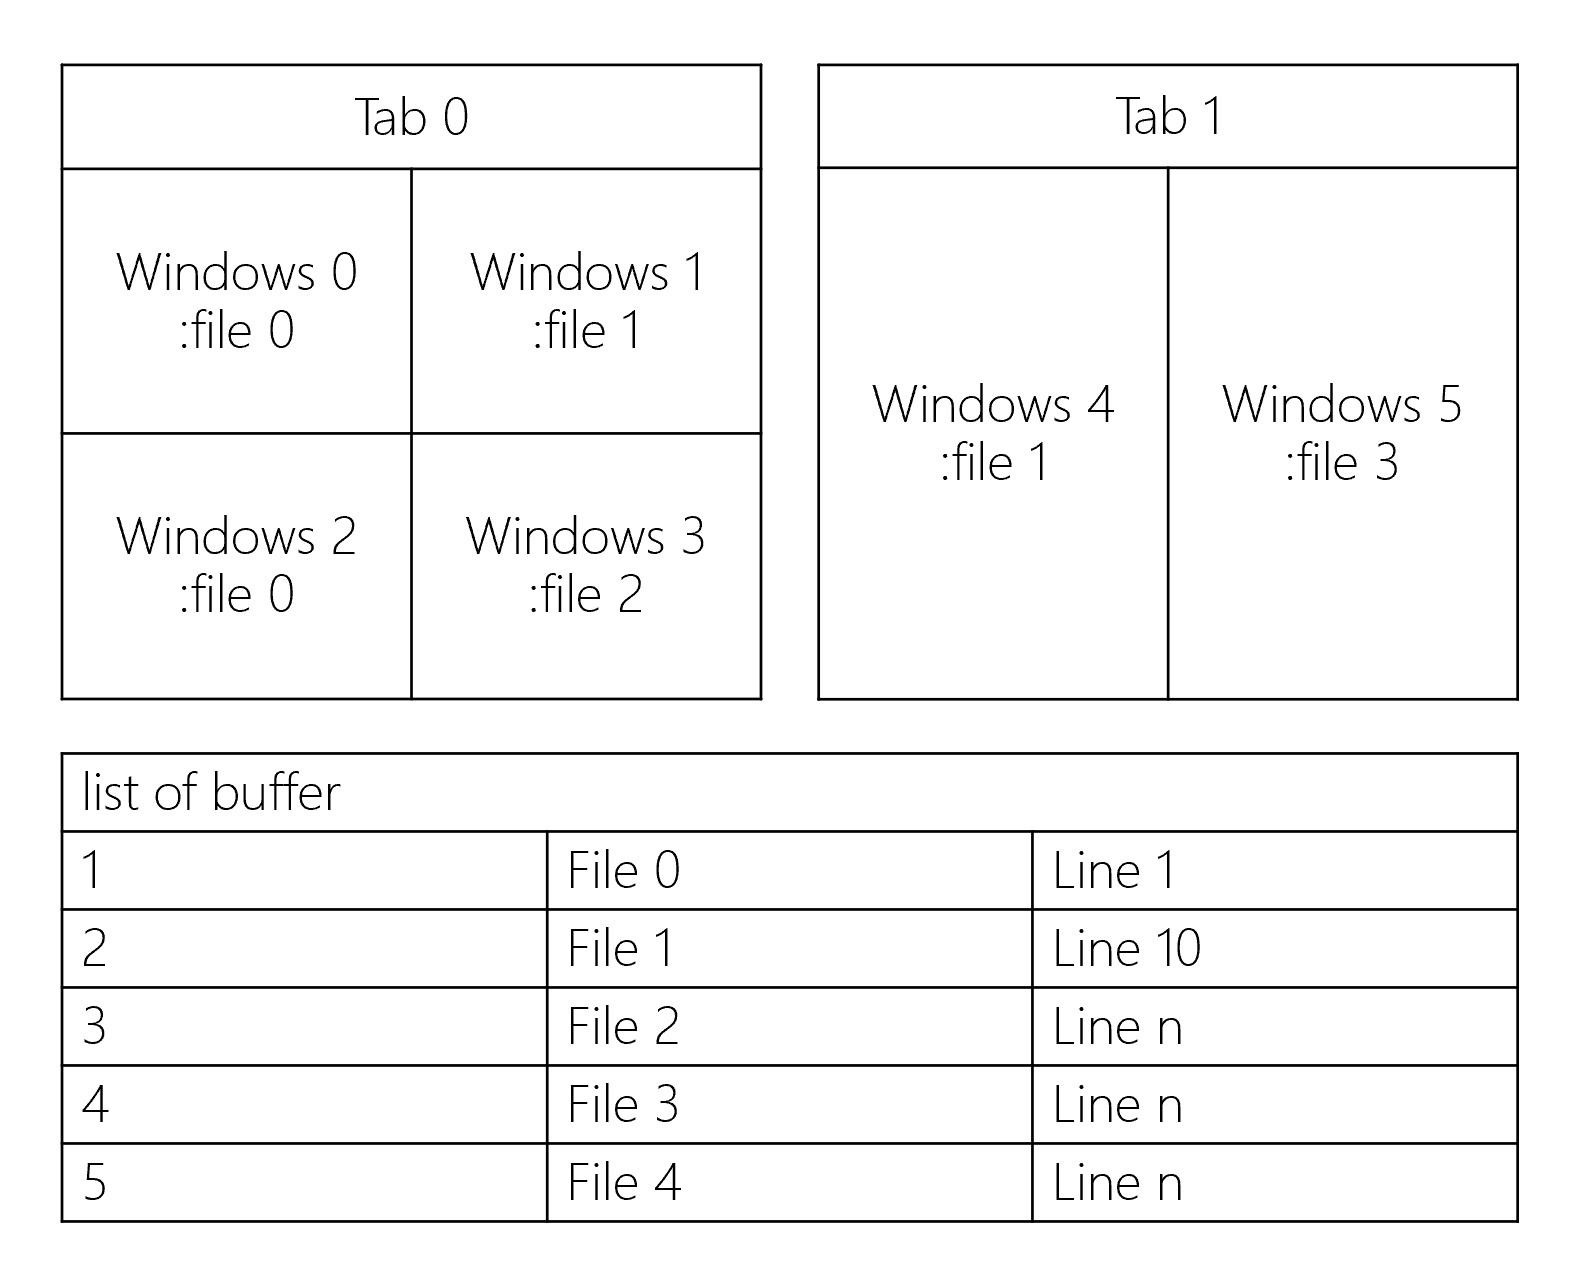 Tab 0
Windows 0
:file 0
Windows 1
:file 1
Windows 2
:file 0
Windows 3
:file 2
Tab 1
Windows 4
:file 1
Windows 5
:file 3
list of buffer
1 File 0 Line 1
2 File 1 Line 10
3 File 2 Line n
4 File 3 Line n
5 File 4 Line n